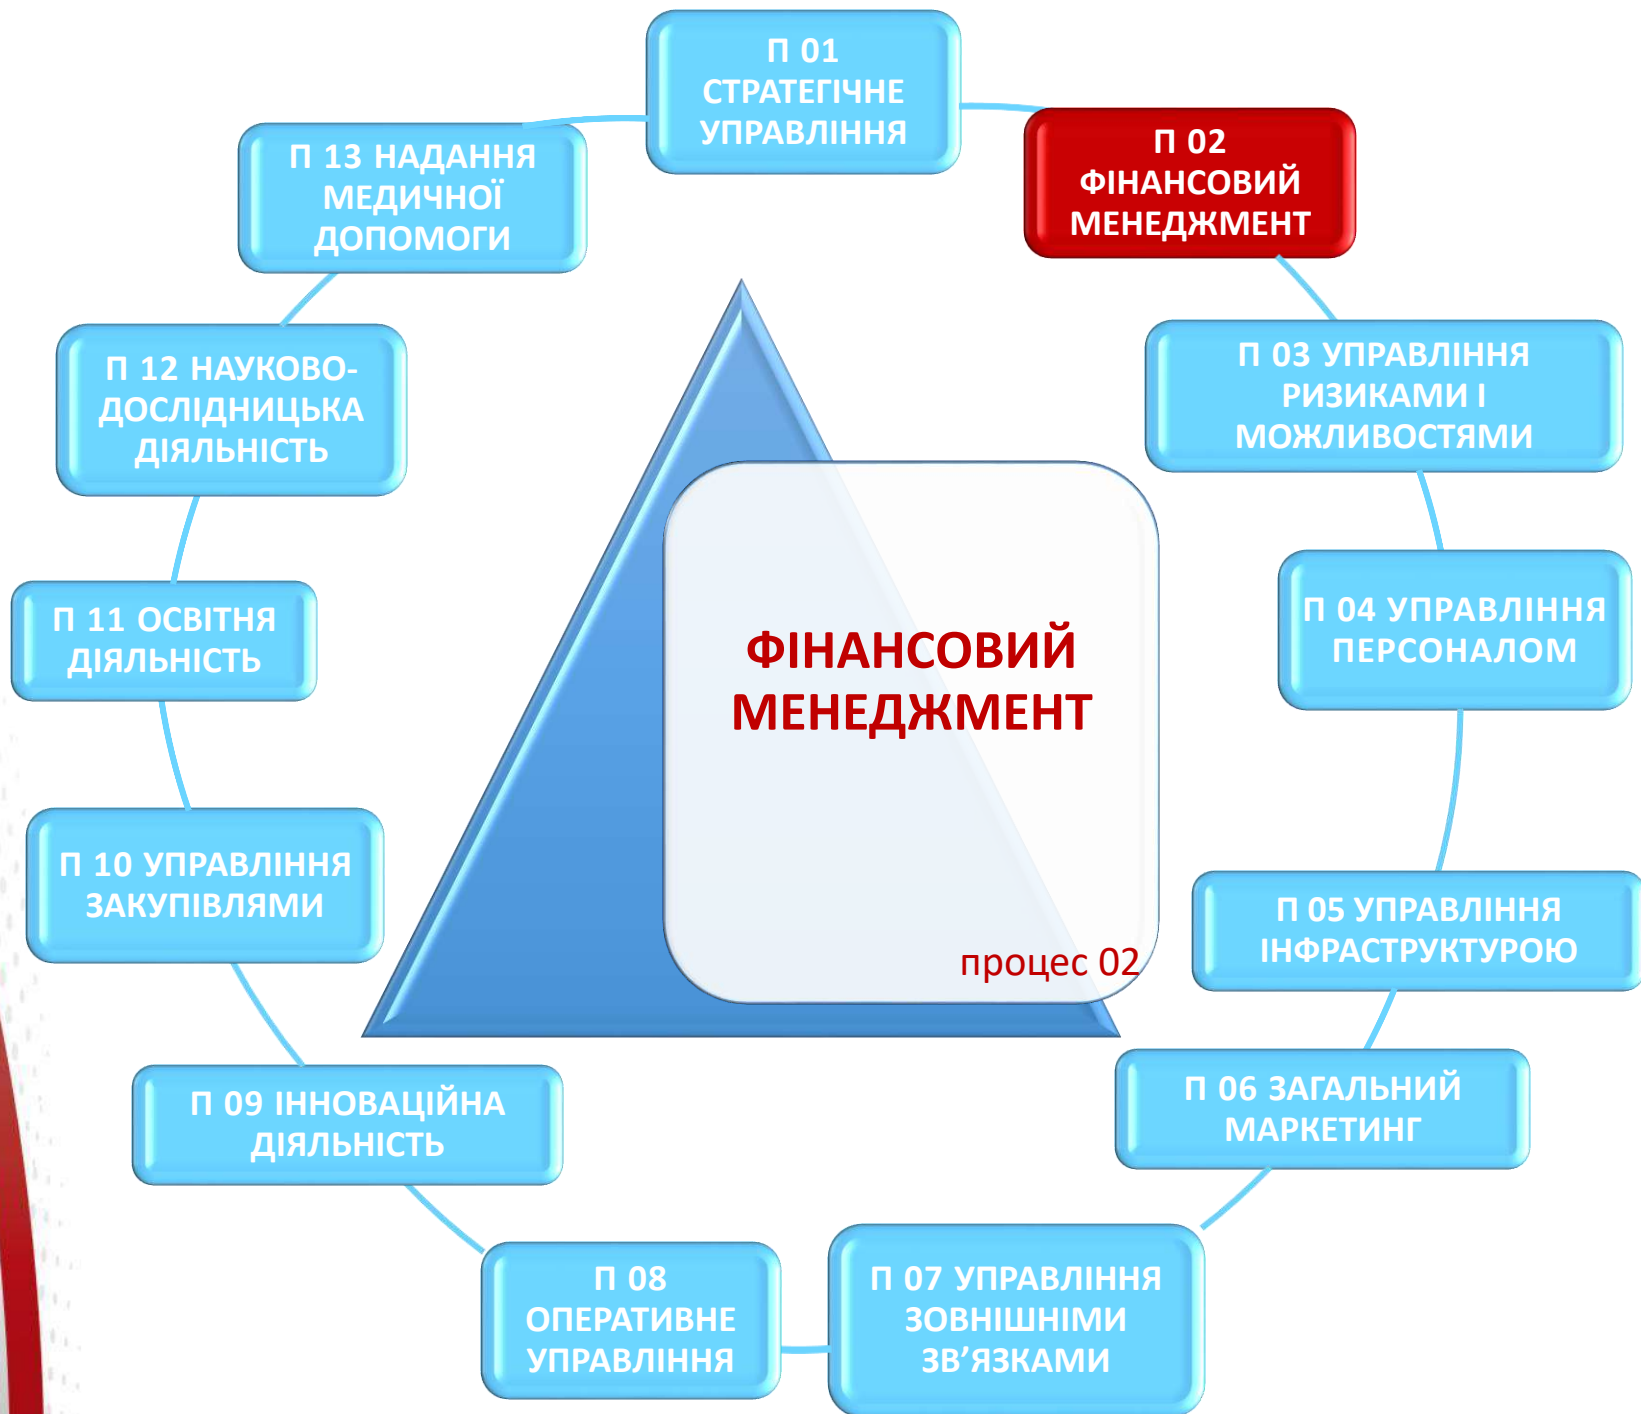 П 01
СТРАТЕГІЧНЕ
УПРАВЛІННЯ
П 02
ФІНАНСОВИЙ
МЕНЕДЖМЕНТ
П 03 УПРАВЛІННЯ
РИЗИКАМИ І
МОЖЛИВОСТЯМИ
П 04 УПРАВЛІННЯ
ПЕРСОНАЛОМ
П 05 УПРАВЛІННЯ
ІНФРАСТРУКТУРОЮ
П 06 ЗАГАЛЬНИЙ
МАРКЕТИНГ
П 07 УПРАВЛІННЯ
ЗОВНІШНІМИ
ЗВ’ЯЗКАМИ
П 08
ОПЕРАТИВНЕ
УПРАВЛІННЯ
П 09 ІННОВАЦІЙНА
ДІЯЛЬНІСТЬ
П 10 УПРАВЛІННЯ
ЗАКУПІВЛЯМИ
П 11 ОСВІТНЯ
ДІЯЛЬНІСТЬ
П 12 НАУКОВО-
ДОСЛІДНИЦЬКА
ДІЯЛЬНІСТЬ
П 13 НАДАННЯ
МЕДИЧНОЇ
ДОПОМОГИ
ФІНАНСОВИЙ
МЕНЕДЖМЕНТ
процес 02